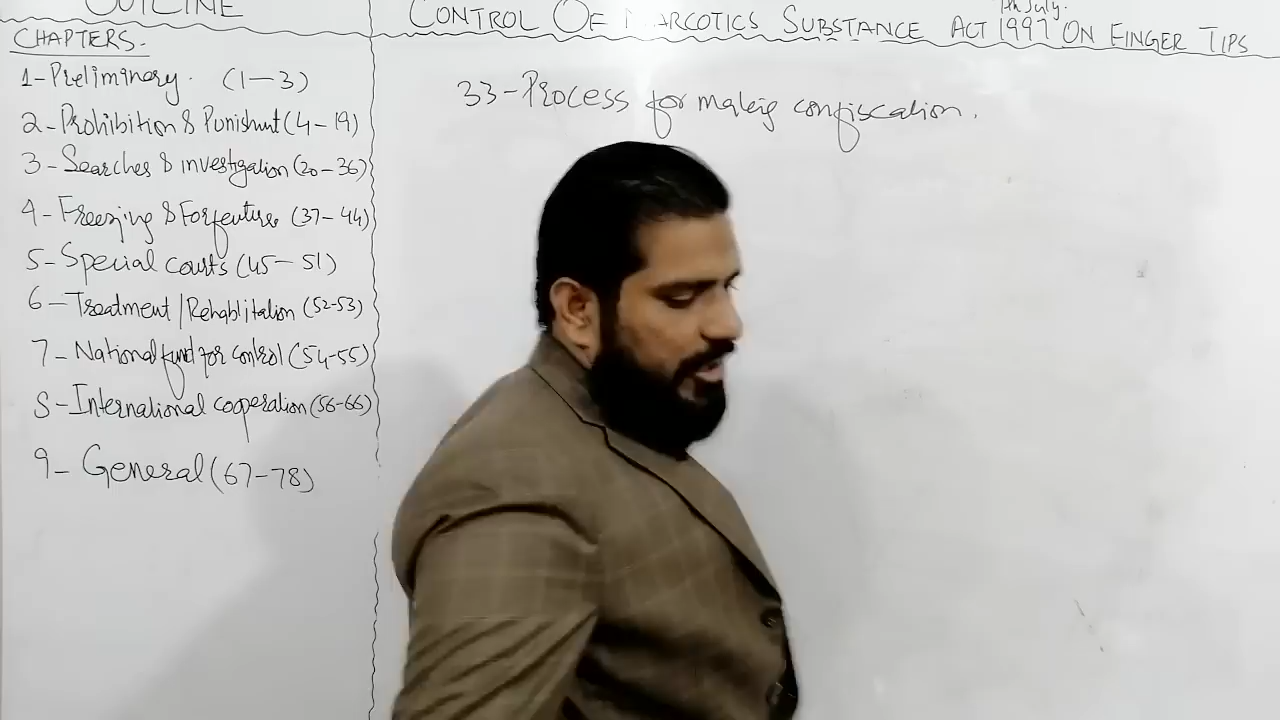 OUTLINE
CHAPTERS.
1-Preliminary. (1-3)
2-Prohibition & Punishmt (4-19)
3-Searches & investigation (20-36)
4-Freezing & Forfeuture (37-44)
5-Special courts (45-51)
6-Treatment/Rehablitation (52-53)
7-National fund for control (54-55)
8-International cooperation (56-66)
9-General (67-78)
7th July.
CONTROL OF NARCOTICS SUBSTANCE ACT 1997 ON FINGER TIPS
33-Process for making confiscation.